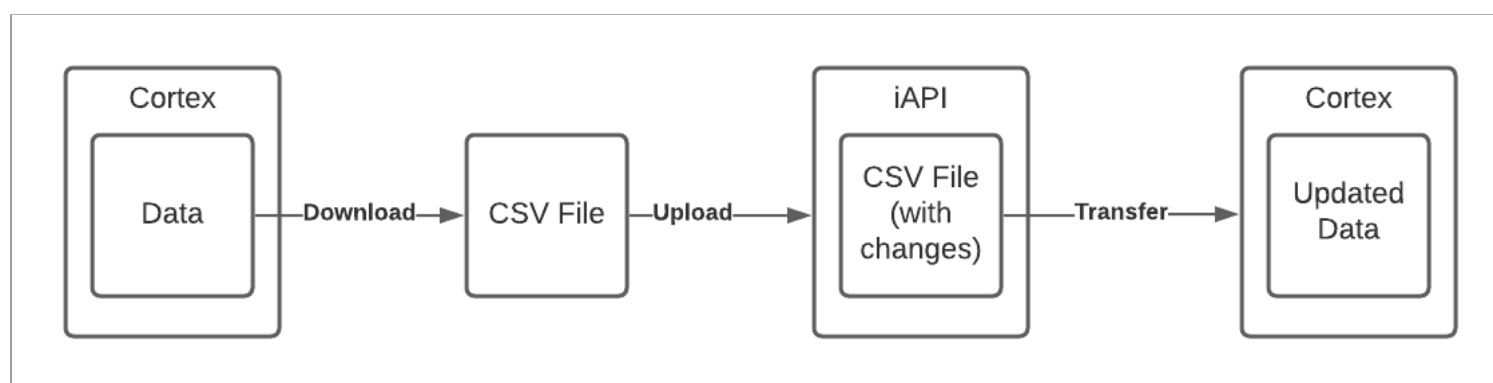 Cortex
Data
Download
CSV File
Upload
iAPI
CSV File
(with
changes)
Transfer
Cortex
Updated
Data